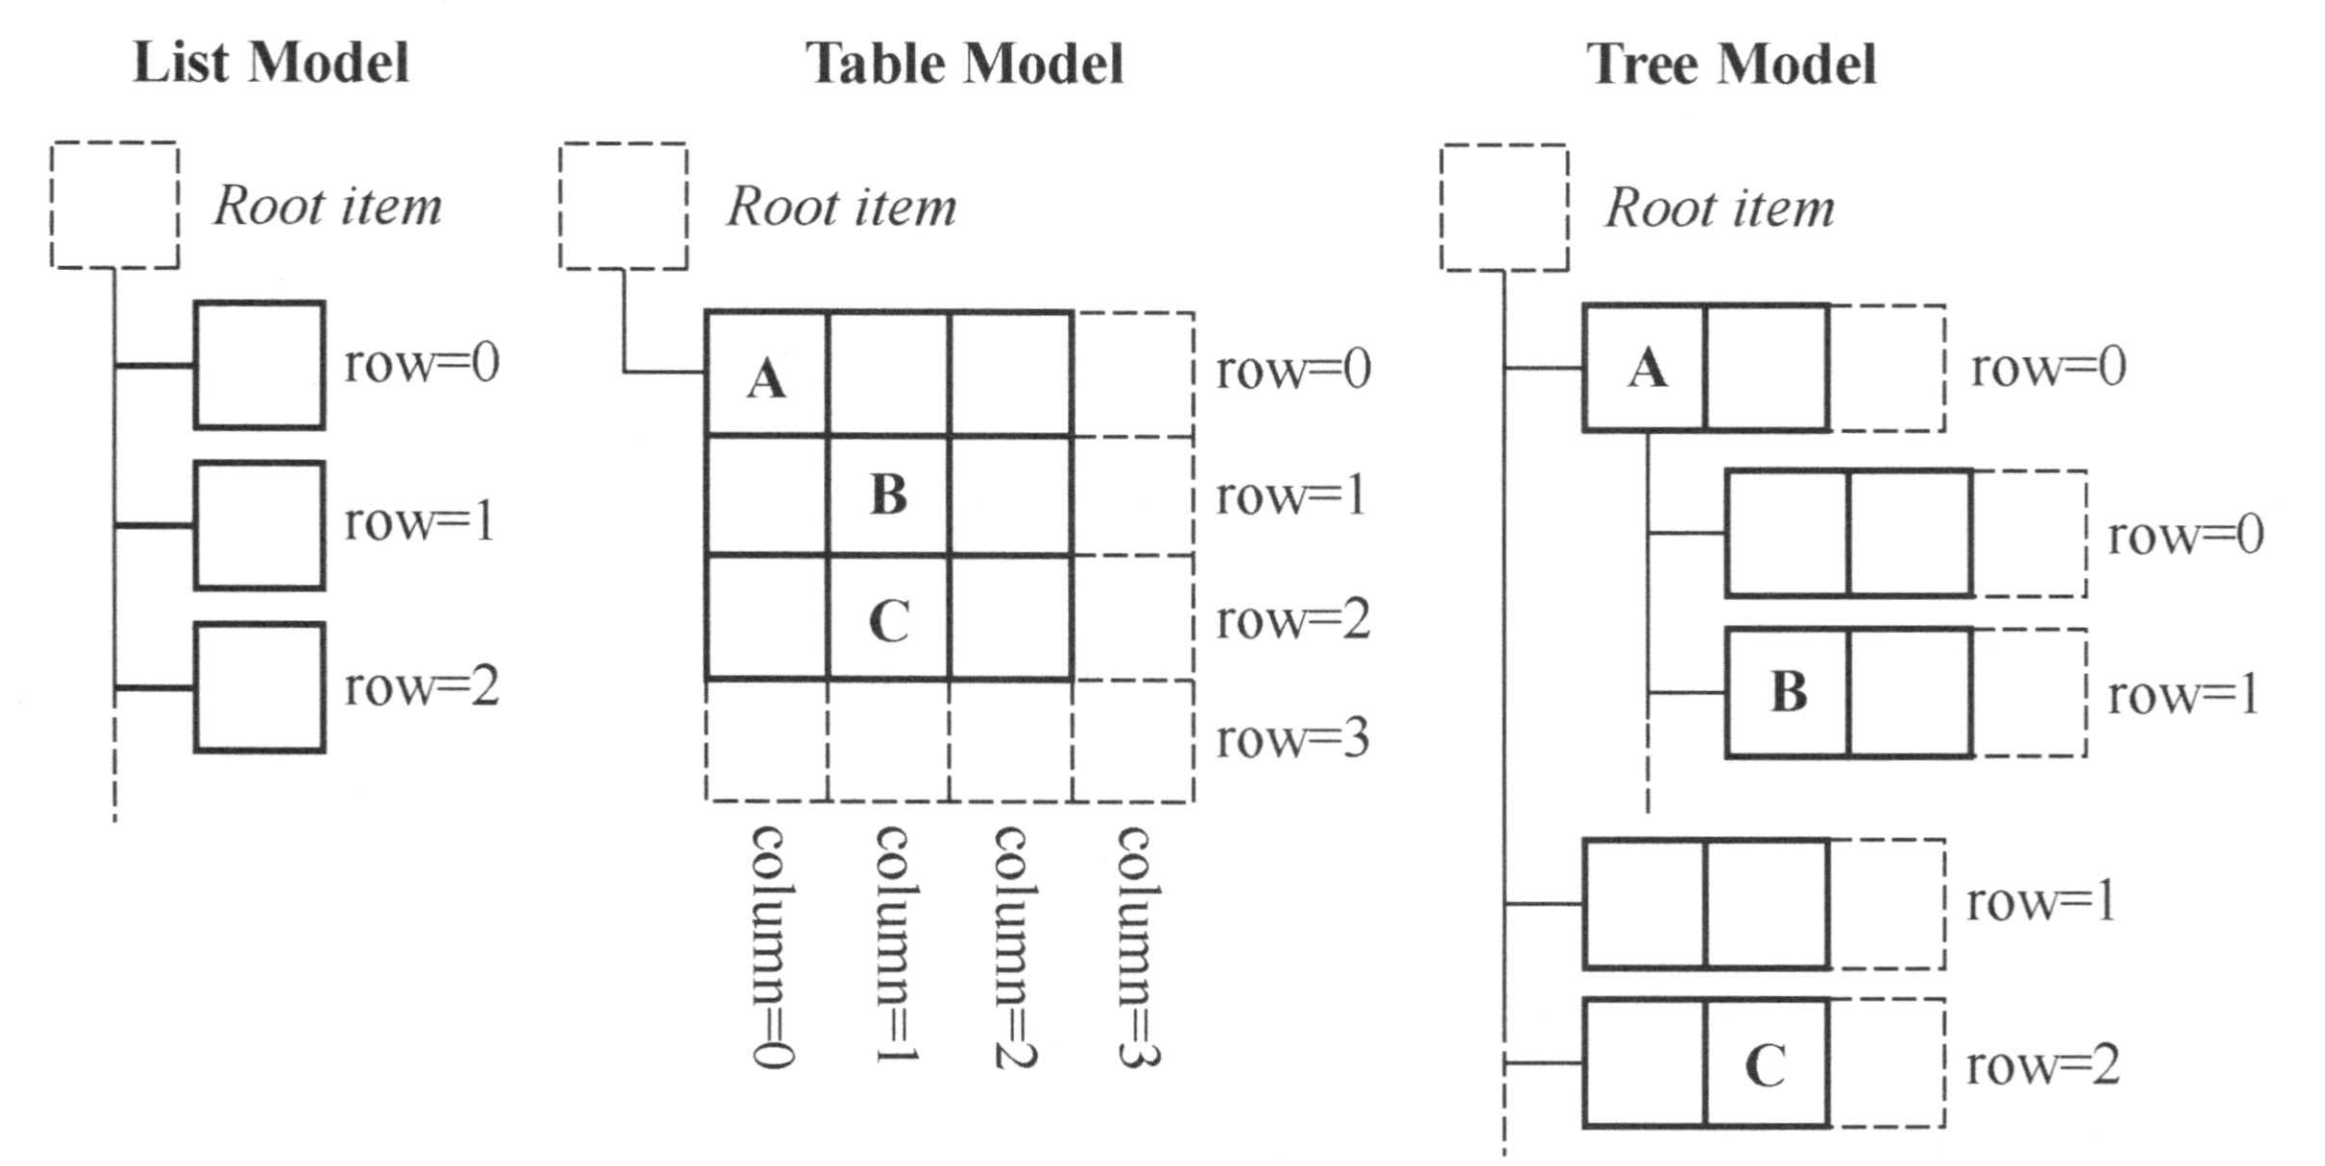 List Model
Root item
row=0
row=1
row=2
Table Model
Root item
A
row=0
B
row=1
C
row=2
row=3
column=0
column=1
column=2
column=3
Tree Model
Root item
A
row=0
row=0
B
row=1
row=1
C
row=2